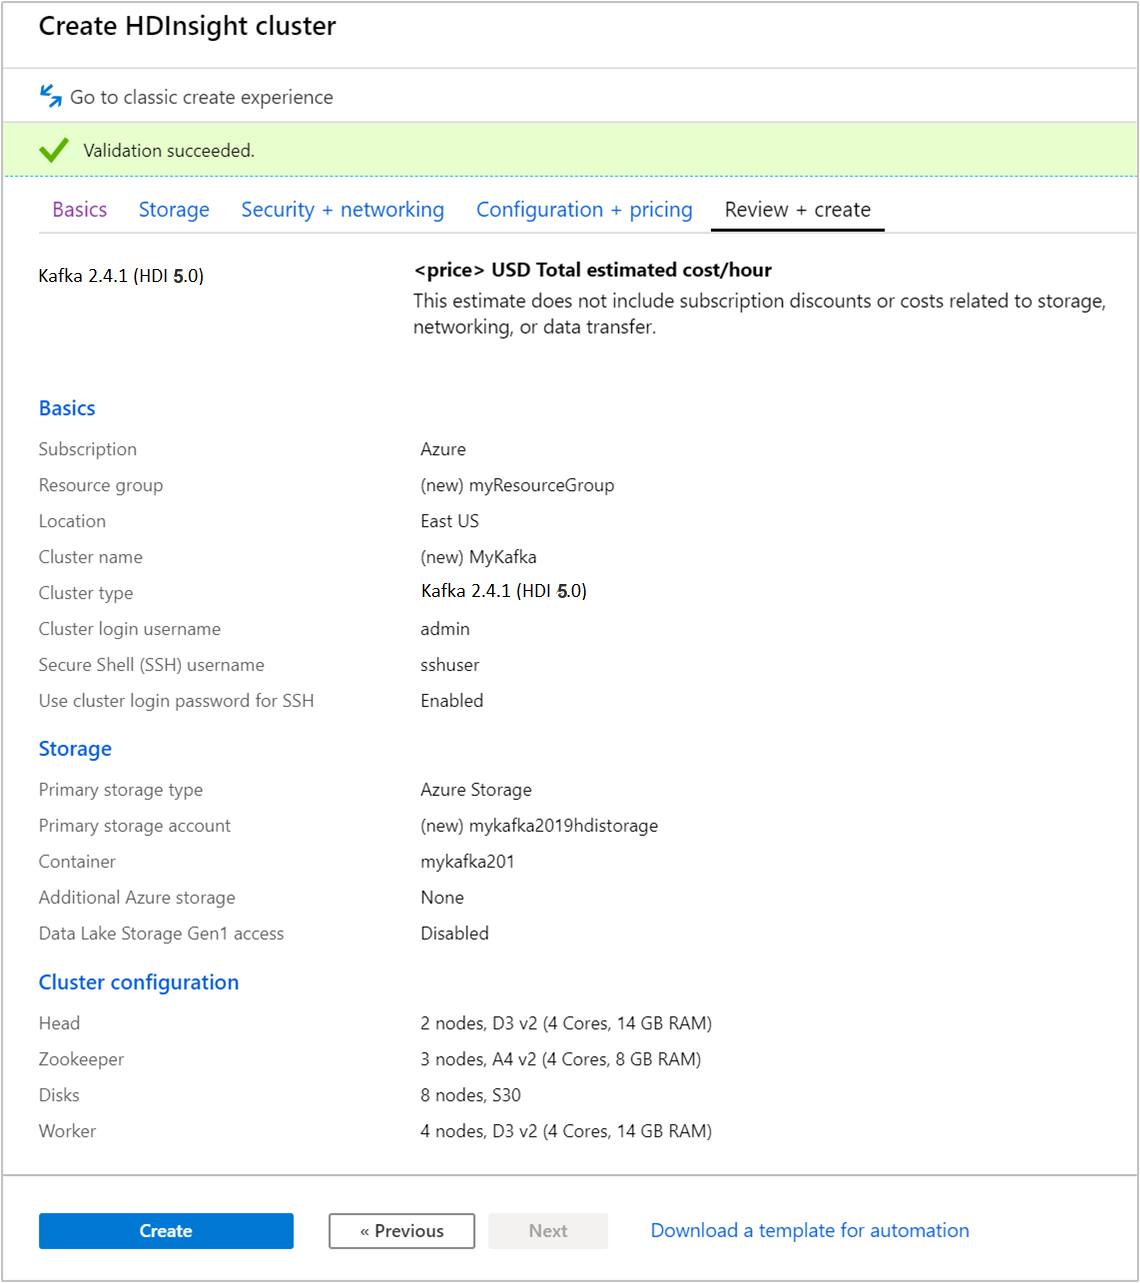 Create HDInsight cluster
Go to classic create experience
Validation succeeded.
Basics Storage Security + networking Configuration + pricing Review + create
Kafka 2.4.1 (HDI 5.0)
<price> USD Total estimated cost/hour
This estimate does not include subscription discounts or costs related to storage,
networking, or data transfer.
Basics
Subscription Azure
Resource group (new) myResourceGroup
Location East US
Cluster name (new) MyKafka
Cluster type Kafka 2.4.1 (HDI 5.0)
Cluster login username admin
Secure Shell (SSH) username sshuser
Use cluster login password for SSH Enabled
Storage
Primary storage type Azure Storage
Primary storage account (new) mykafka2019hdistorage
Container mykafka201
Additional Azure storage None
Data Lake Storage Gen1 access Disabled
Cluster configuration
Head 2 nodes, D3 v2 (4 Cores, 14 GB RAM)
Zookeeper 3 nodes, A4 v2 (4 Cores, 8 GB RAM)
Disks 8 nodes, S30
Worker 4 nodes, D3 v2 (4 Cores, 14 GB RAM)
Create « Previous Next Download a template for automation